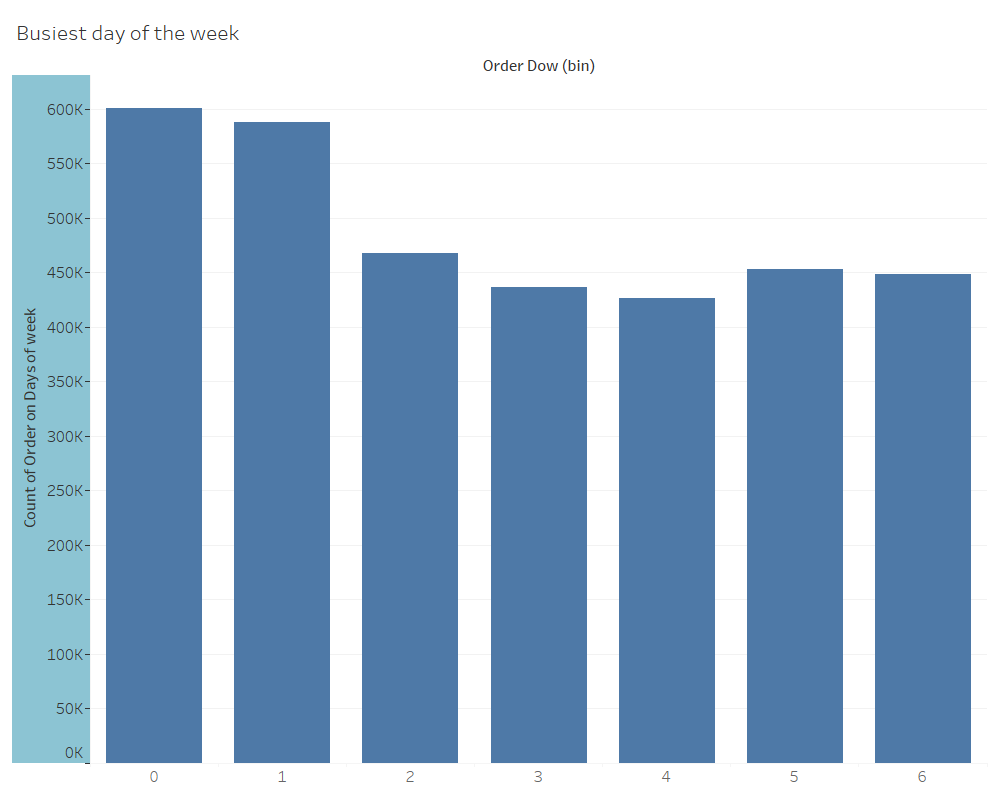 Busiest day of the week
Order Dow (bin)
Count of Order on Days of week
600K
550K
500K
450K
400K
350K
300K
250K
200K
150K
100K
50K
0K
0 1 2 3 4 5 6